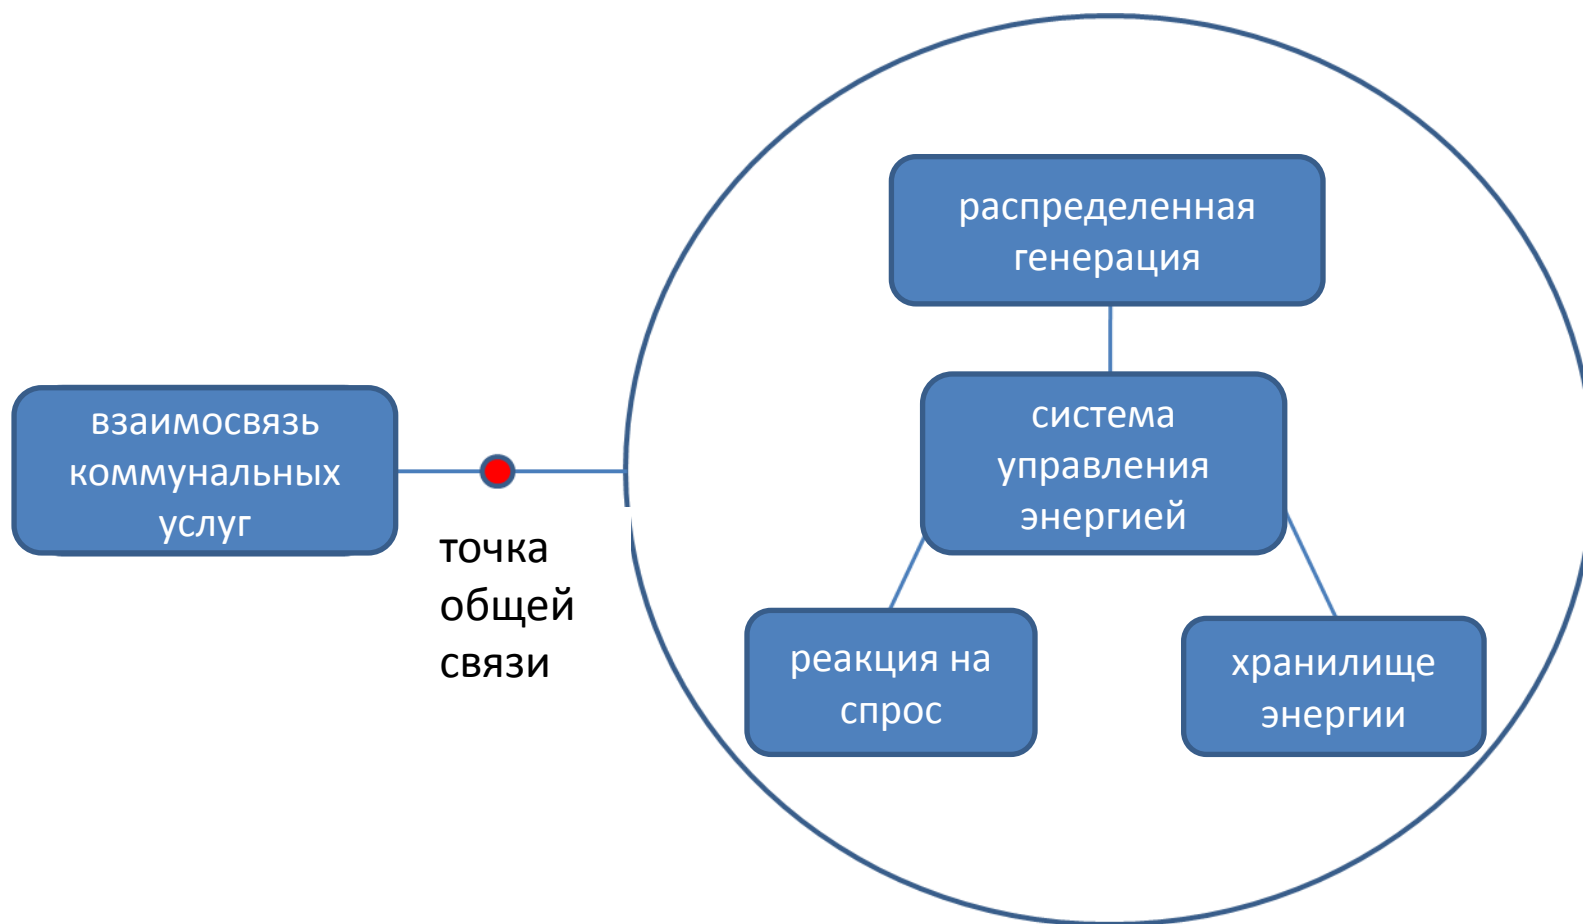 распределенная
генерация
взаимосвязь
коммунальных
услуг
система
управления
энергией
точка
общей
связи
реакция на
спрос
хранилище
энергии